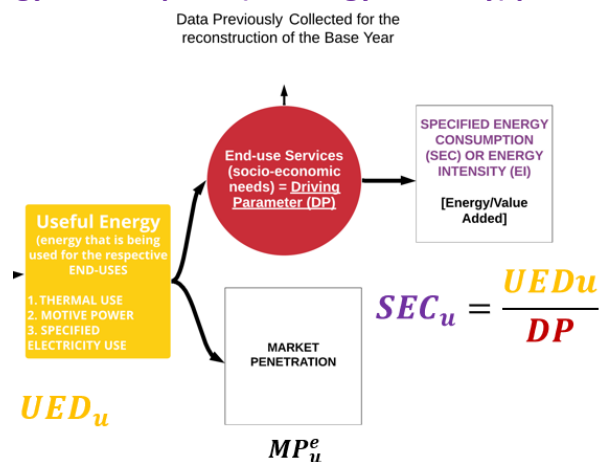 Data Previously Collected for the
reconstruction of the Base Year
End-use Services
(socio-economic
needs) = Driving
Parameter (DP)
SPECIFIED ENERGY
CONSUMPTION
(SEC) OR ENERGY
INTENSITY (EI)
[Energy/Value
Added]
Useful Energy
(energy that is being
used for the respective
END-USES
1. THERMAL USE
2. MOTIVE POWER
3. SPECIFIED
ELECTRICITY USE
MARKET
PENETRATION
SEC_u = UEDu / DP
UED_u
MP_u^e